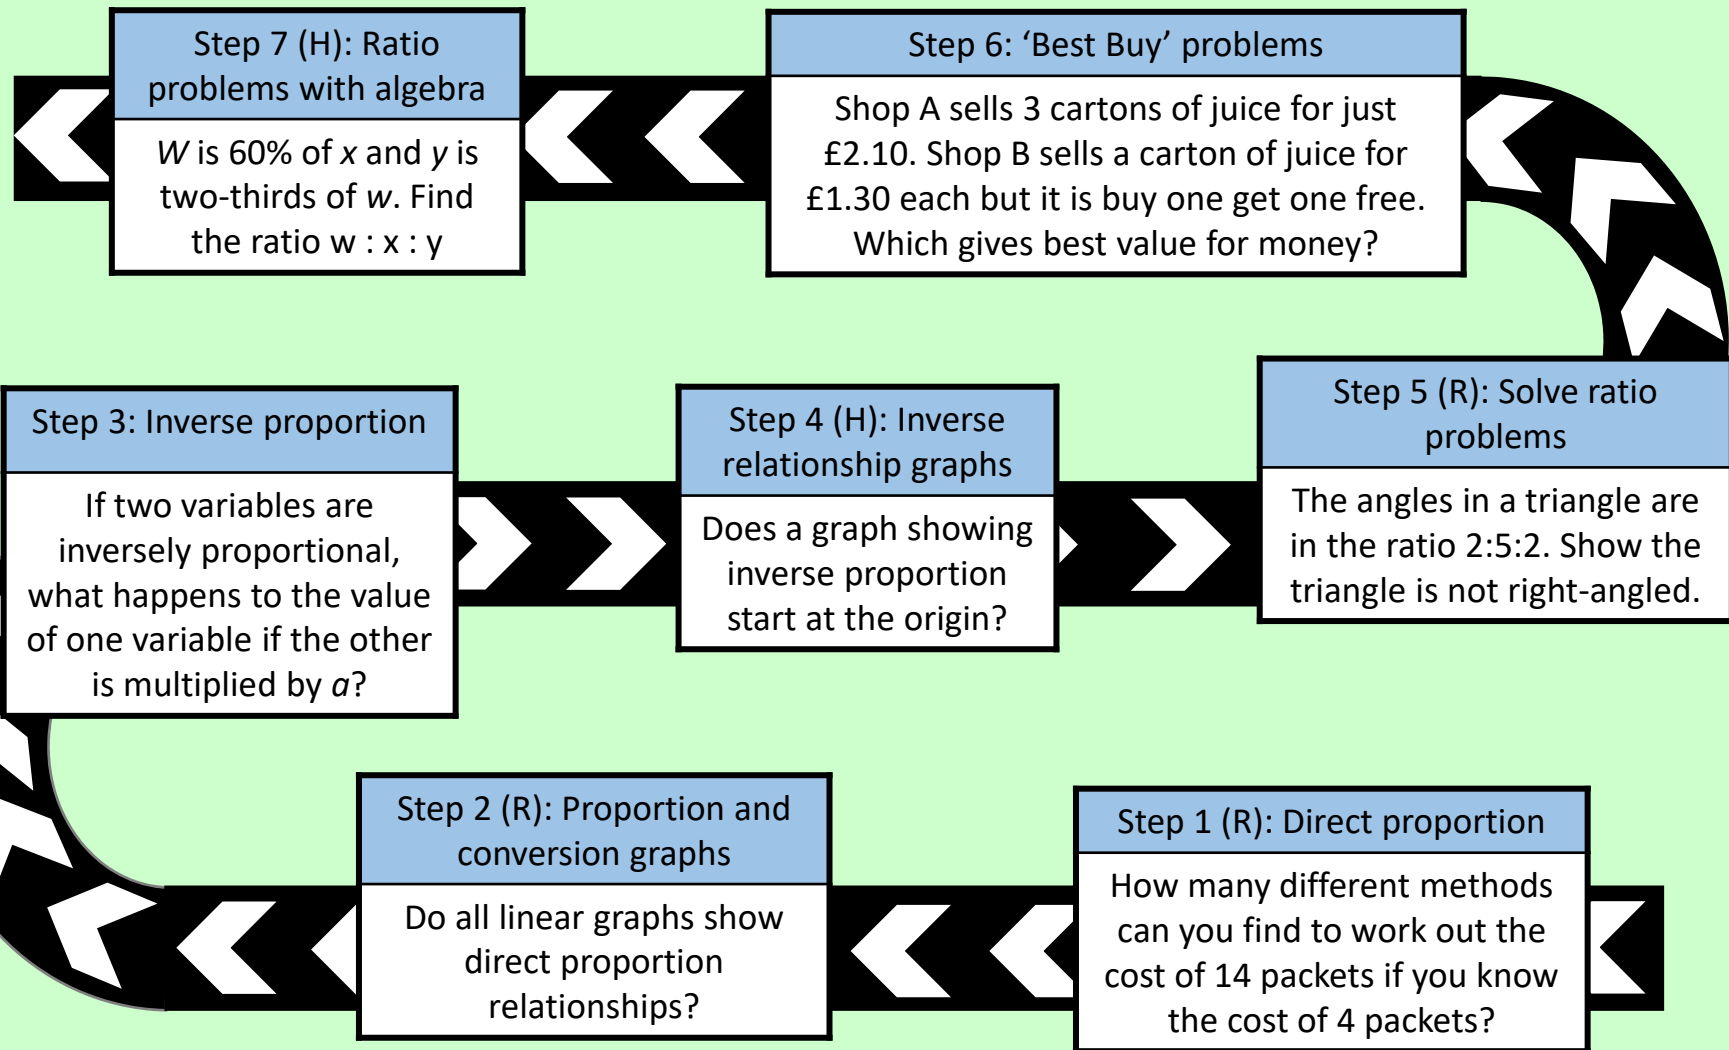 Step 7 (H): Ratio
problems with algebra
W is 60% of x and y is
two-thirds of w. Find
the ratio w : x : y
Step 6: ‘Best Buy’ problems
Shop A sells 3 cartons of juice for just
£2.10. Shop B sells a carton of juice for
£1.30 each but it is buy one get one free.
Which gives best value for money?
Step 3: Inverse proportion
If two variables are
inversely proportional,
what happens to the value
of one variable if the other
is multiplied by a?
Step 4 (H): Inverse
relationship graphs
Does a graph showing
inverse proportion
start at the origin?
Step 5 (R): Solve ratio
problems
The angles in a triangle are
in the ratio 2:5:2. Show the
triangle is not right-angled.
Step 2 (R): Proportion and
conversion graphs
Do all linear graphs show
direct proportion
relationships?
Step 1 (R): Direct proportion
How many different methods
can you find to work out the
cost of 14 packets if you know
the cost of 4 packets?